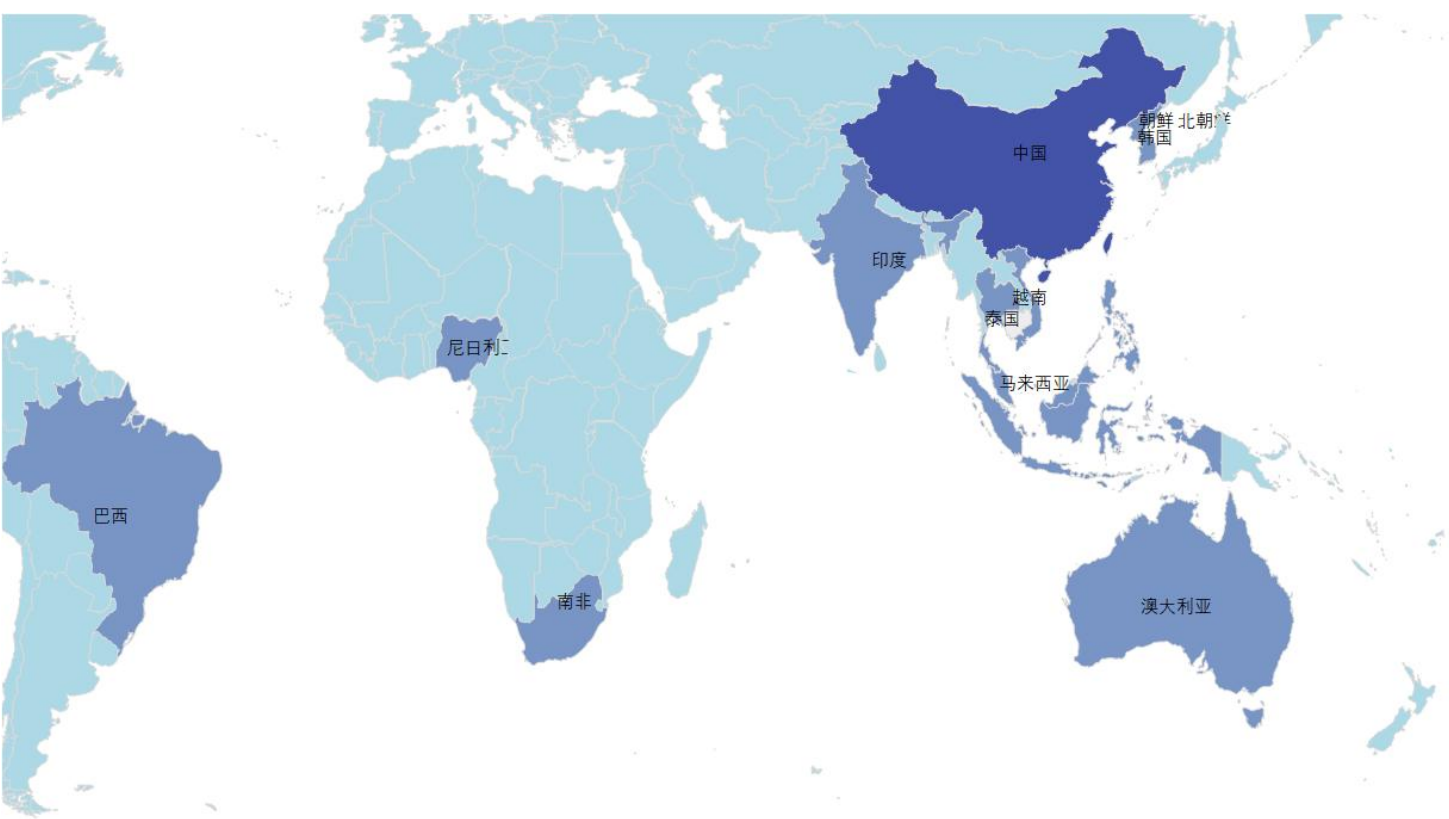 朝鲜 北朝
韩国
中国
印度
越南
泰国
尼日利
马来西亚
巴西
南非
澳大利亚